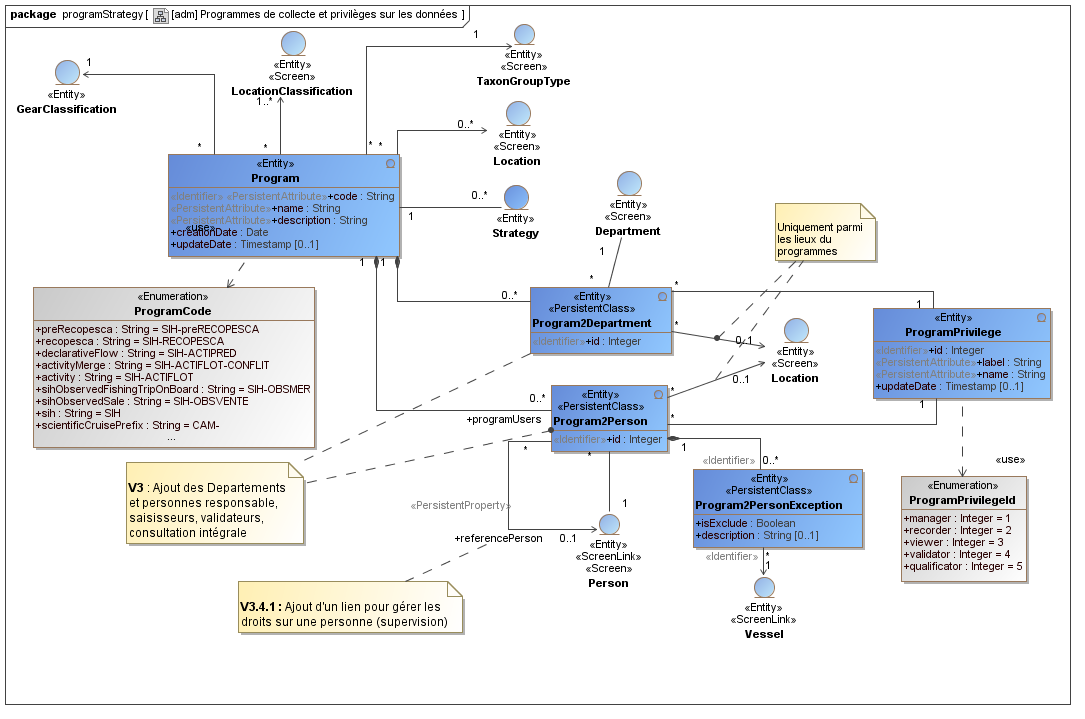 package programStrategy [ [adm] Programmes de collecte et privilèges sur les données ]
1
«Entity»
GearClassification
«Entity»
«Screen»
LocationClassification
1..*
1
«Entity»
«Screen»
TaxonGroupType
0..*
«Entity»
«Screen»
Location
*
*
*
*
«Entity»
Program
«Identifier» «PersistentAttribute»+code : String
«PersistentAttribute»+name : String
«PersistentAttribute»+description : String
+creationDate : Date
+updateDate : Timestamp [0..1]
«use»
0..*
1
«Entity»
Strategy
«Entity»
«Screen»
Department
1
*
Uniquement parmi
les lieux du
programmes
1
1
0..*
«Enumeration»
ProgramCode
+preRecopesca : String = SIH-preRECOPESCA
+recopesca : String = SIH-RECOPESCA
+declarativeFlow : String = SIH-ACTIPRED
+activityMerge : String = SIH-ACTIFLOT-CONFLIT
+activity : String = SIH-ACTIFLOT
+sihObservedFishingTripOnBoard : String = SIH-OBSMER
+sihObservedSale : String = SIH-OBSVENTE
+sih : String = SIH
+scientificCruisePrefix : String = CAM-
...
«Entity»
«PersistentClass»
Program2Department
«Identifier»+id : Integer
*
*
1
0..1
«Entity»
«Screen»
Location
0..1
«Entity»
ProgramPrivilege
«Identifier»+id : Integer
«PersistentAttribute»+label : String
«PersistentAttribute»+name : String
+updateDate : Timestamp [0..1]
1
0..*
+programUsers
«Entity»
«PersistentClass»
Program2Person
«Identifier»+id : Integer
*
*
1
*
*
«Identifier»
0..*
«use»
V3 : Ajout des Departements
et personnes responsable,
saisisseurs, validateurs,
consultation intégrale
«PersistentProperty»
+referencePerson
0..1
1
«Entity»
«ScreenLink»
«Screen»
Person
«Entity»
«PersistentClass»
Program2PersonException
+isExclude : Boolean
+description : String [0..1]
«Identifier»
*
1
«Entity»
«ScreenLink»
Vessel
«Enumeration»
ProgramPrivilegeId
+manager : Integer = 1
+recorder : Integer = 2
+viewer : Integer = 3
+validator : Integer = 4
+qualificator : Integer = 5
V3.4.1 : Ajout d'un lien pour gérer les
droits sur une personne (supervision)